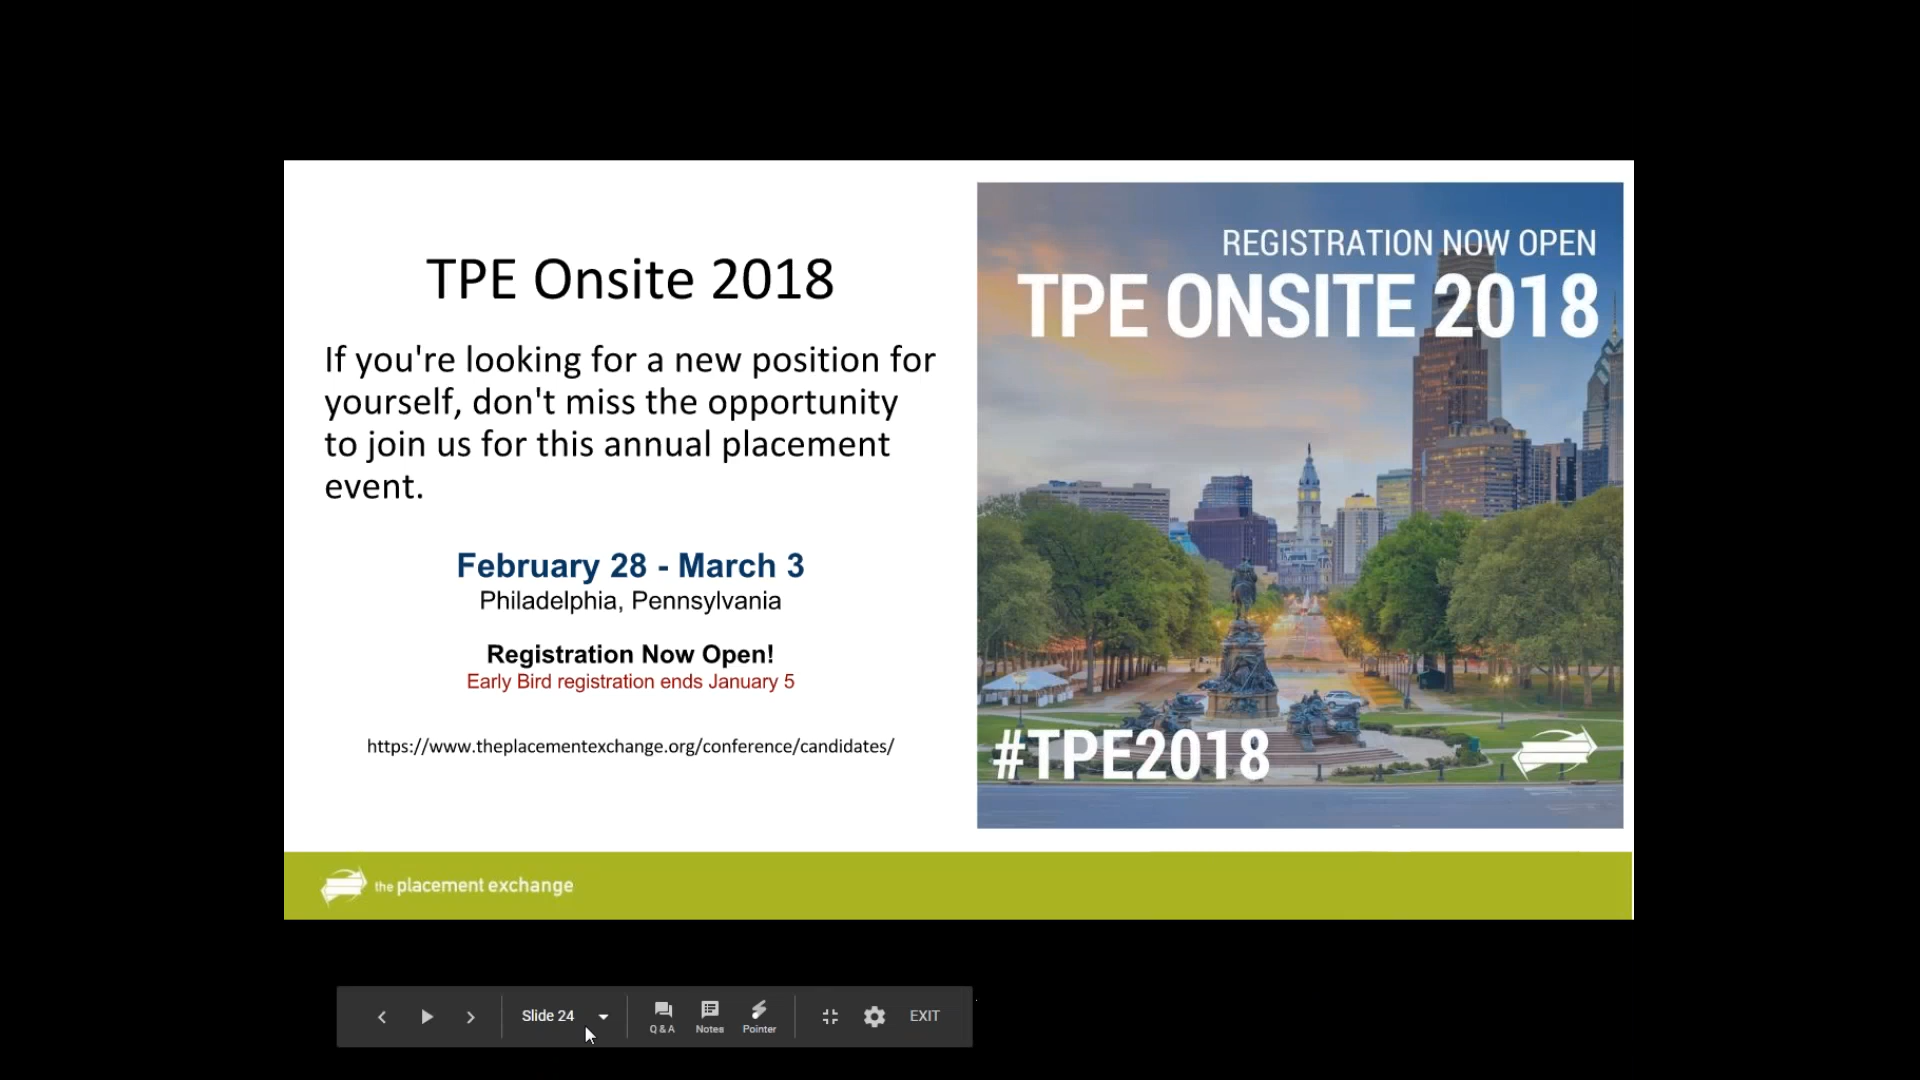 TPE Onsite 2018
If you're looking for a new position for
yourself, don't miss the opportunity
to join us for this annual placement
event.
February 28 - March 3
Philadelphia, Pennsylvania
Registration Now Open!
Early Bird registration ends January 5
https://www.theplacementexchange.org/conference/candidates/
REGISTRATION NOW OPEN
TPE ONSITE 2018
#TPE2018
the placement exchange
Slide 24
Q & A
Notes
Pointer
EXIT